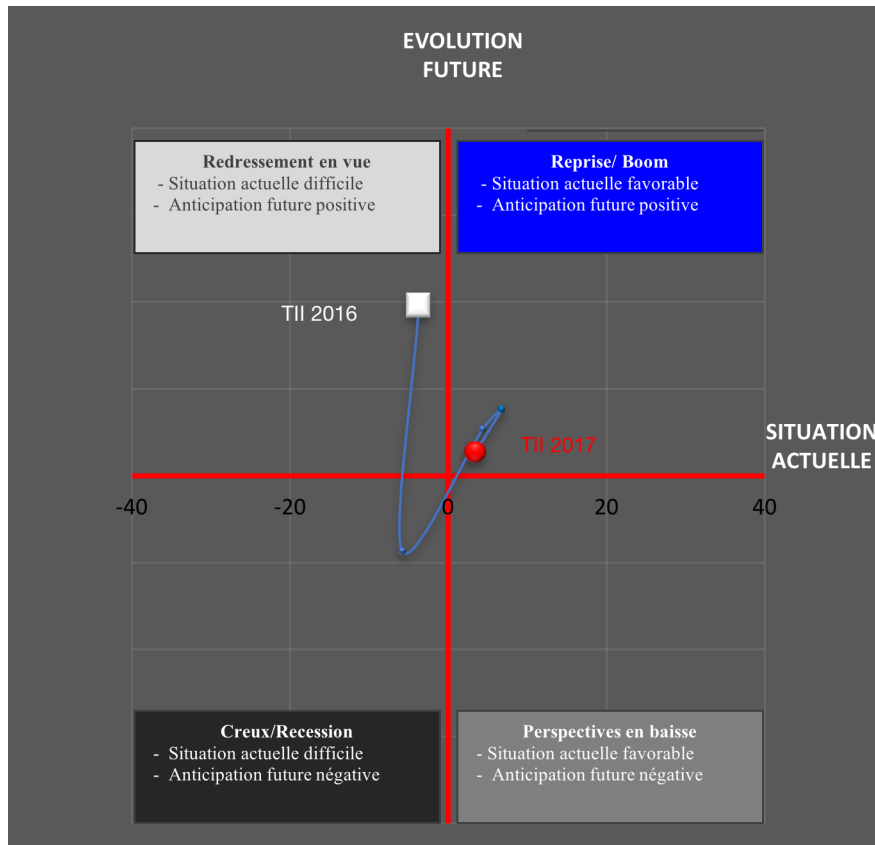 EVOLUTION
FUTURE
Redressement en vue
- Situation actuelle difficile
- Anticipation future positive
Reprise/ Boom
- Situation actuelle favorable
- Anticipation future positive
TII 2016
TII 2017
SITUATION
ACTUELLE
-40
-20
0
20
40
Creux/Recession
- Situation actuelle difficile
- Anticipation future négative
Perspectives en baisse
- Situation actuelle favorable
- Anticipation future négative